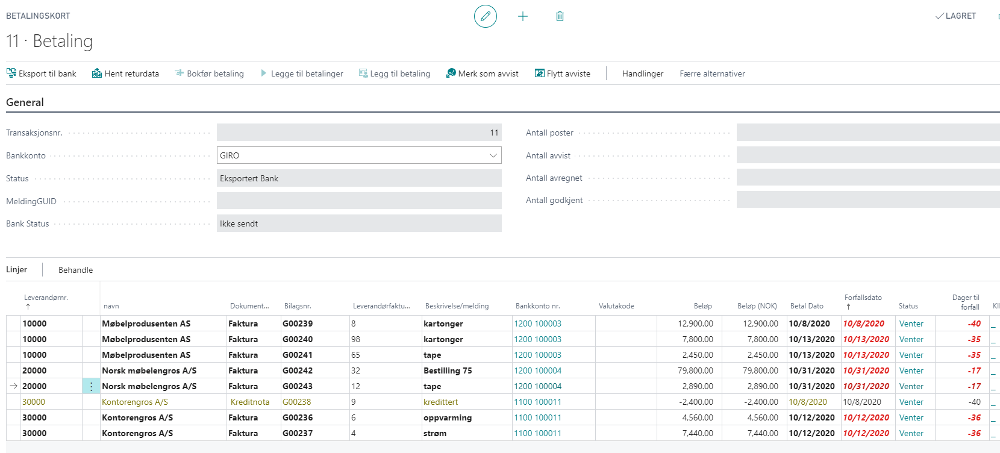 BETALINGSKORT
LAGRET
11 · Betaling
Eksport til bank Hent returdata Bokfør betaling Legge til betalinger Legg til betaling Merk som avvist Flytt avviste Handlinger Færre alternativer
General
Transaksjonsnr. 11 Antall poster
Bankkonto GIRO Antall avvist
Status Eksportert Bank Antall avregnet
MeldingGUID Antall godkjent
Bank Status Ikke sendt
Linjer Behandle
Leverandørnr. ↑ navn Dokument... Bilagsnr. Leverandørfaktu... Beskrivelse/melding Bankkonto nr. Valutakode Beløp Beløp (NOK) Betal Dato Forfallsdato ↑ Status Dager til forfall
10000 Møbelprodusenten AS Faktura G00239 8 kartonger 1200 100003 12,900.00 12,900.00 10/8/2020 10/8/2020 Venter -40 _
10000 Møbelprodusenten AS Faktura G00240 98 kartonger 1200 100003 7,800.00 7,800.00 10/13/2020 10/13/2020 Venter -35 _
10000 Møbelprodusenten AS Faktura G00241 65 tape 1200 100003 2,450.00 2,450.00 10/13/2020 10/13/2020 Venter -35 _
20000 Norsk møbelengros A/S Faktura G00242 32 Bestilling 75 1200 100004 79,800.00 79,800.00 10/31/2020 10/31/2020 Venter -17 _
→ 20000 Norsk møbelengros A/S Faktura G00243 12 tape 1200 100004 2,890.00 2,890.00 10/31/2020 10/31/2020 Venter -17 _
30000 Kontorengros A/S Kreditnota G00238 9 kredittert 1100 100011 -2,400.00 -2,400.00 10/8/2020 10/8/2020 Venter -40 _
30000 Kontorengros A/S Faktura G00236 6 oppvarming 1100 100011 4,560.00 4,560.00 10/12/2020 10/12/2020 Venter -36 _
30000 Kontorengros A/S Faktura G00237 4 strøm 1100 100011 7,440.00 7,440.00 10/12/2020 10/12/2020 Venter -36 _